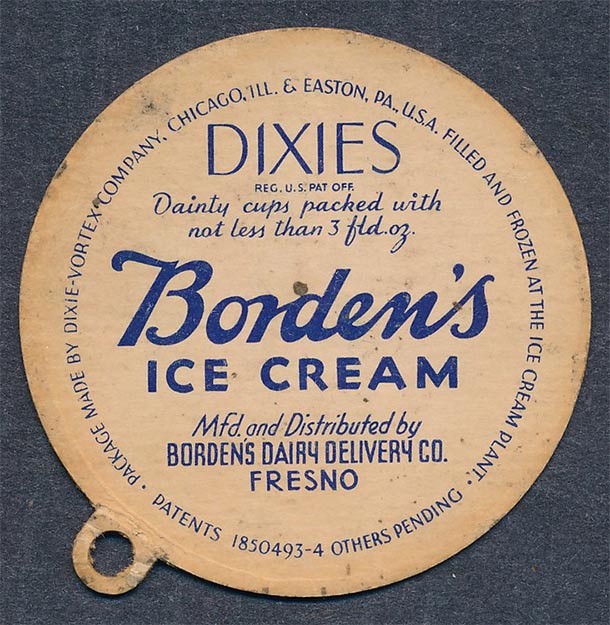 • PACKAGE MADE BY DIXIE-VORTEX COMPANY, CHICAGO, ILL. & EASTON, PA., U.S.A. FILLED AND FROZEN AT THE ICE CREAM PLANT. •
DIXIES
REG. U.S. PAT OFF.
Dainty cups packed with
not less than 3 fld. oz.
Borden's
ICE CREAM
Mfd. and Distributed by
BORDEN'S DAIRY DELIVERY CO.
FRESNO
PATENTS 1850493-4 OTHERS PENDING